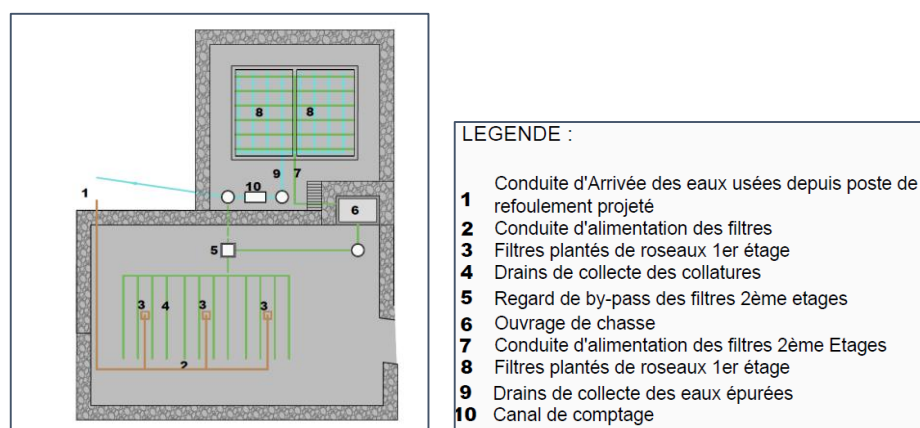 8 8
9 7
10
1
6
5
3 4 3 3
2
LEGENDE :
1 Conduite d'Arrivée des eaux usées depuis poste de
refoulement projeté
2 Conduite d'alimentation des filtres
3 Filtres plantés de roseaux 1er étage
4 Drains de collecte des collatures
5 Regard de by-pass des filtres 2ème etages
6 Ouvrage de chasse
7 Conduite d'alimentation des filtres 2ème Etages
8 Filtres plantés de roseaux 1er étage
9 Drains de collecte des eaux épurées
10 Canal de comptage